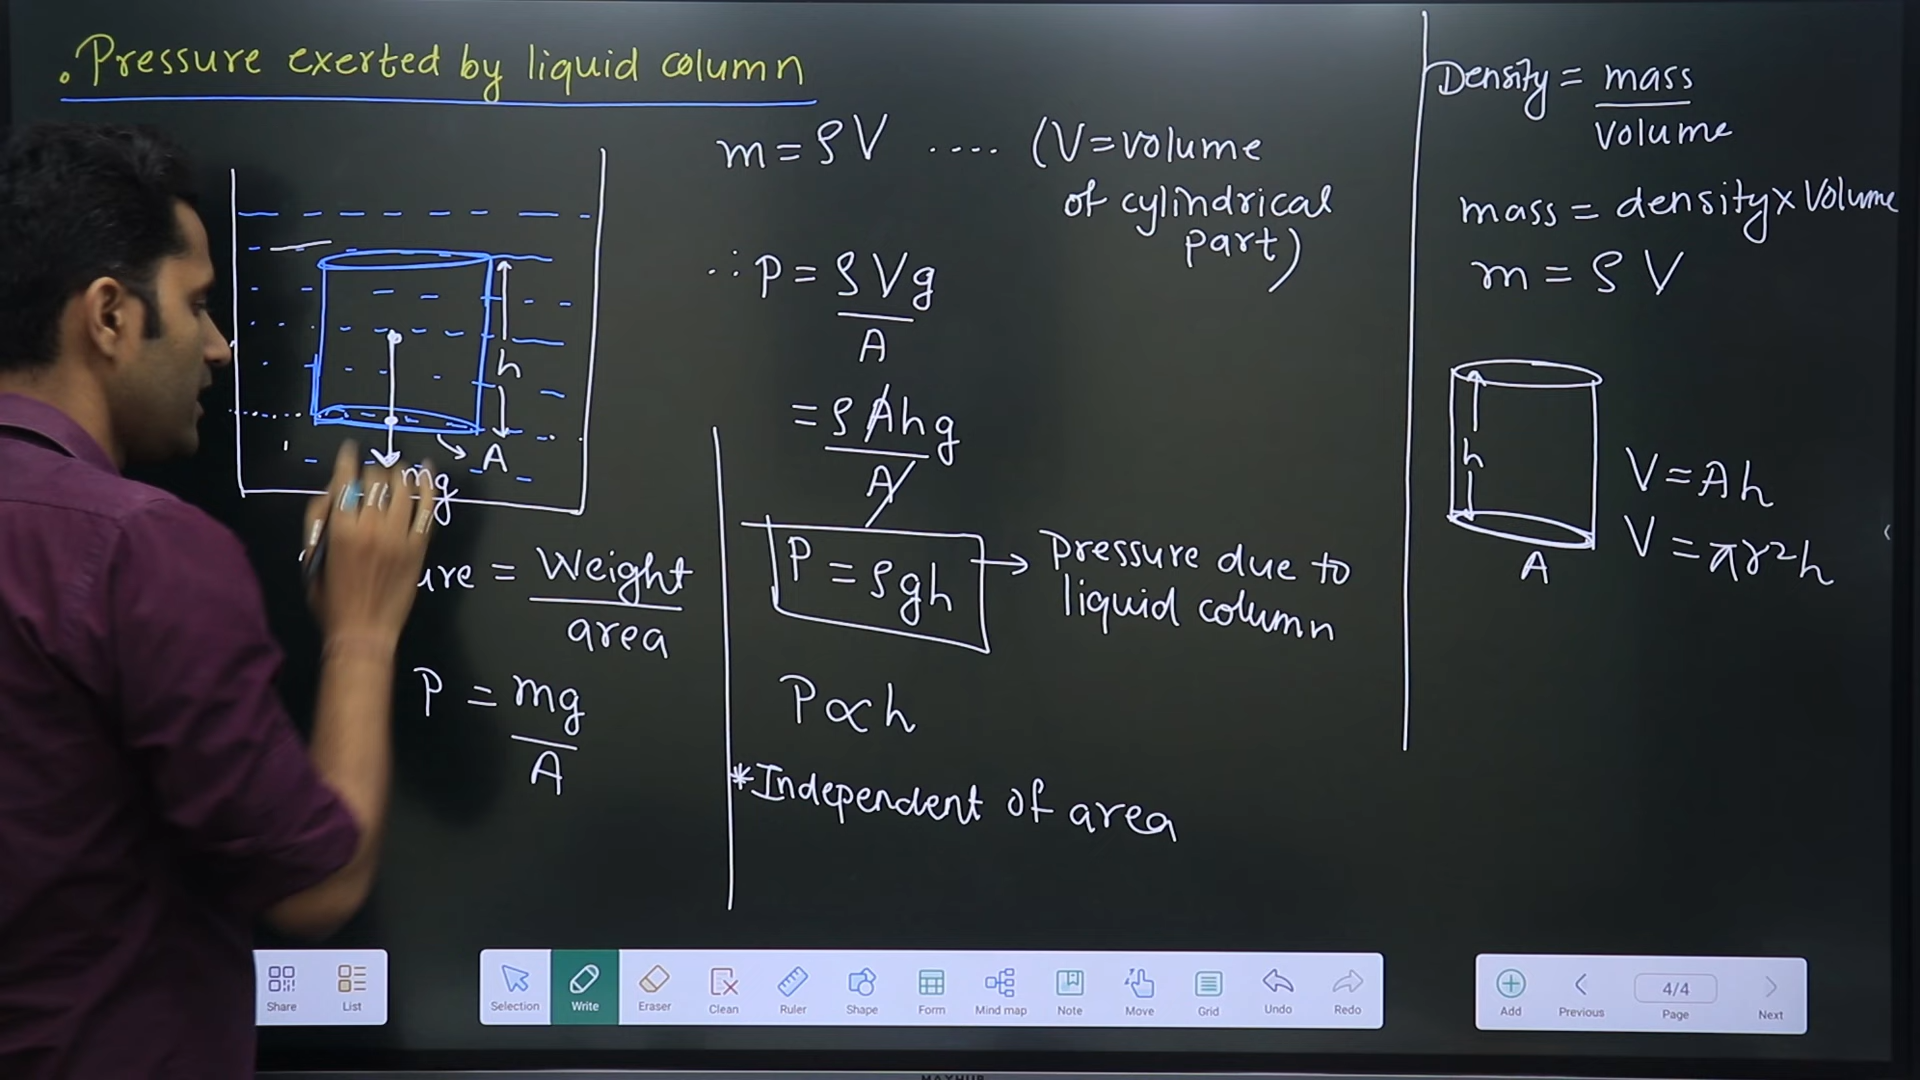 . Pressure exerted by liquid column
h
A
mg
= Weight
area
P = mg
A
m = ρV .... (V = volume
of cylindrical
part)
∴ P = ρVg
A
= ρAhg
A
P = ρgh → Pressure due to
liquid column
P ∝ h
*Independent of area
Density = mass
volume
mass = density × Volume
m = ρ V
h
A
V = Ah
V = πr²h
Share
List
Selection
Write
Eraser
Clean
Ruler
Shape
Form
Mind map
Note
Move
Grid
Undo
Redo
Add
Previous
4/4
Page
Next